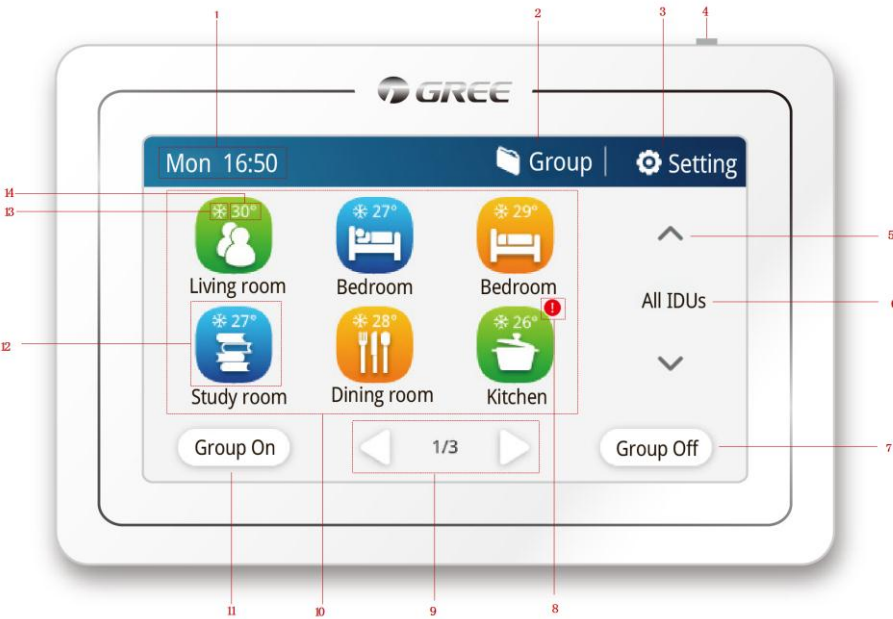 1 2 3 4
GREE
Mon 16:50 Group Setting
14
13
30° 27° 29°
5
Living room Bedroom Bedroom
All IDUs 6
12
27° 28° 26° !
Study room Dining room Kitchen
Group On 1/3 Group Off 7
11 10 9 8